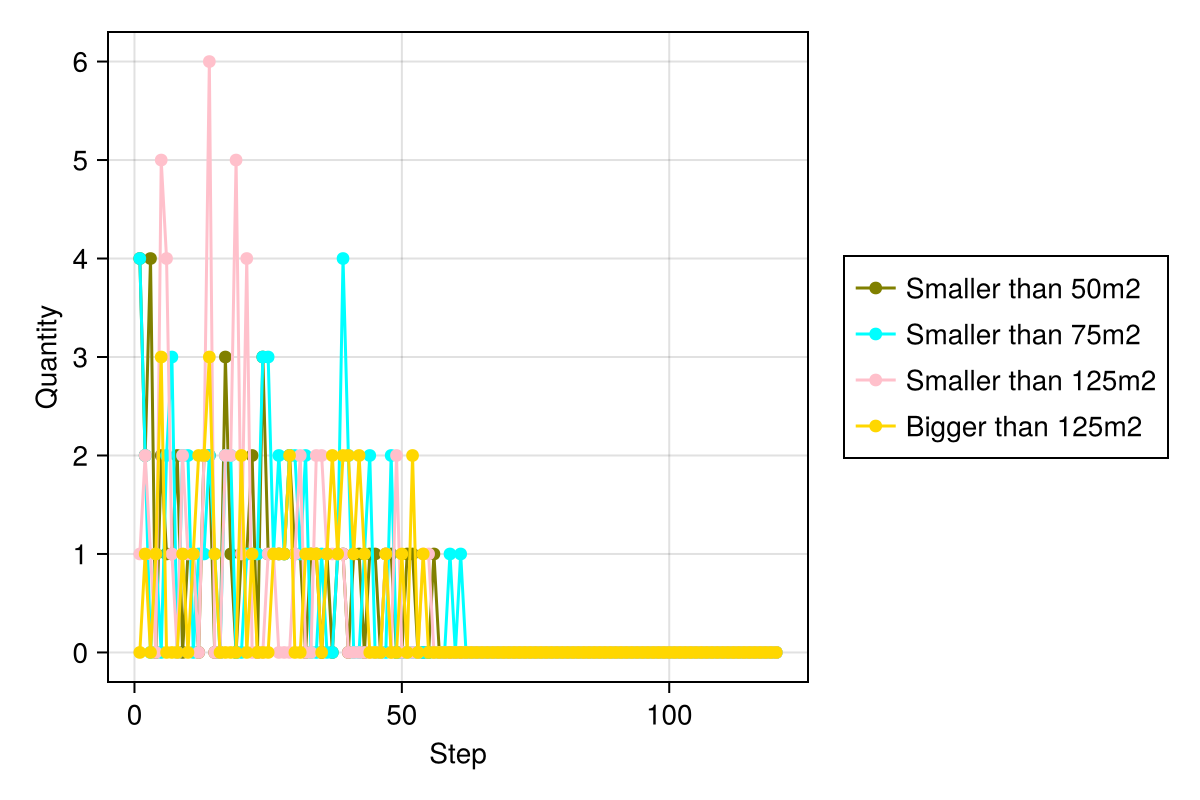 6
5
4
3
2
1
0
Quantity
0 50 100
Step
Smaller than 50m2
Smaller than 75m2
Smaller than 125m2
Bigger than 125m2